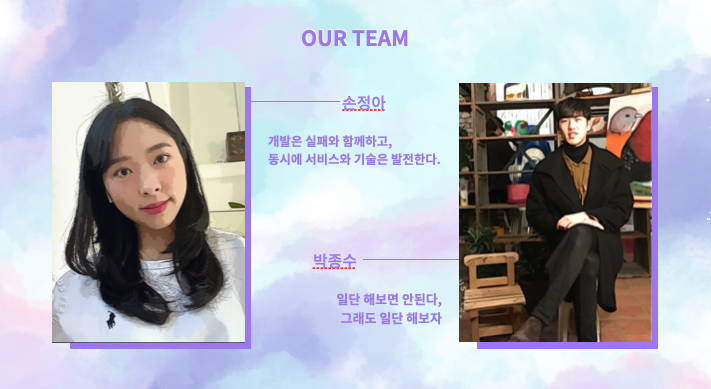 OUR TEAM
손정아
개발은 실패와 함께하고,
동시에 서비스와 기술은 발전한다.
박종수
일단 해보면 안된다,
그래도 일단 해보자